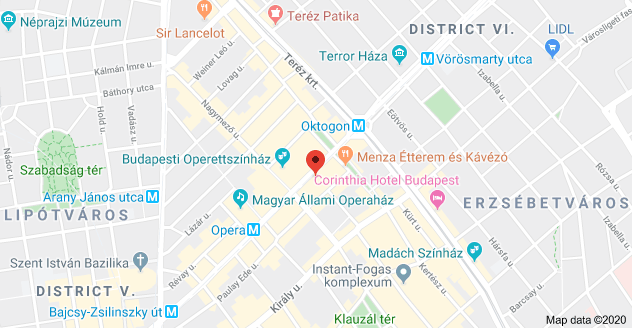 Néprajzi Múzeum
Teréz Patika
Sir Lancelot
DISTRICT VI.
LIDL
Városligeti fas
Weiner Leó u.
Teréz krt.
Terror Háza
M Vörösmarty utca
Kálmán Imre u.
Lovag u.
Izabella u.
Báthory utca
Hold u.
Vadász u.
Nagymező u.
Eötvös u.
Oktogon M
Nádor u.
Szabadság tér
Budapesti Operettszínház
Menza Étterem és Kávézó
Corinthia Hotel Budapest
Arany János utca M
Magyar Állami Operaház
LIPÓTVÁROS
ERZSÉBETVÁROS
Lázár u.
Opera M
Kürt u.
Rózsa u.
Izabella u.
Szent István Bazilika
Révay u.
Madách Színház
Hársfa u.
Paulay Ede u.
Instant-Fogas
komplexum
Kertész u.
DISTRICT V.
Király u.
Barcsay u.
Bajcsy-Zsilinszky út M
Klauzál tér
Map data ©2020